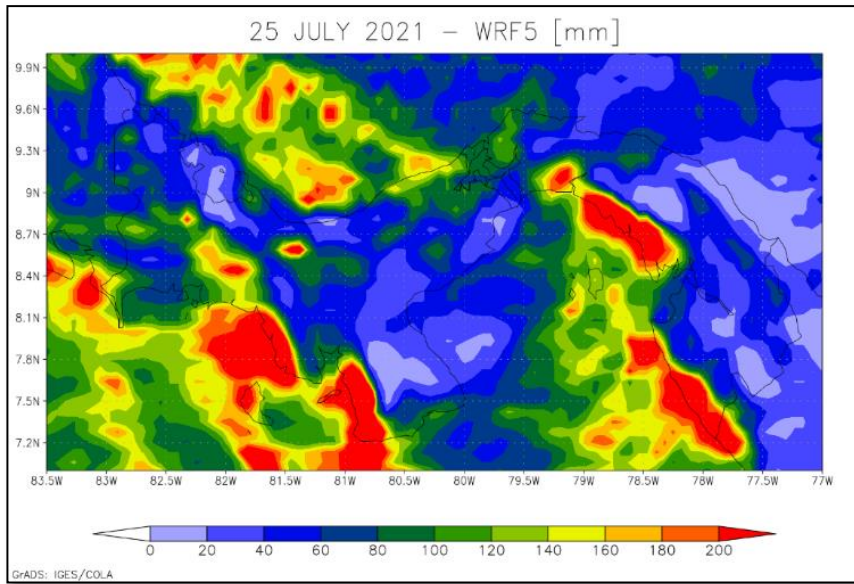 25 JULY 2021 - WRF5 [mm]
9.9N
9.6N
9.3N
9N
8.7N
8.4N
8.1N
7.8N
7.5N
7.2N
83.5W 83W 82.5W 82W 81.5W 81W 80.5W 80W 79.5W 79W 78.5W 78W 77.5W 77W
0 20 40 60 80 100 120 140 160 180 200
GrADS: IGES/COLA